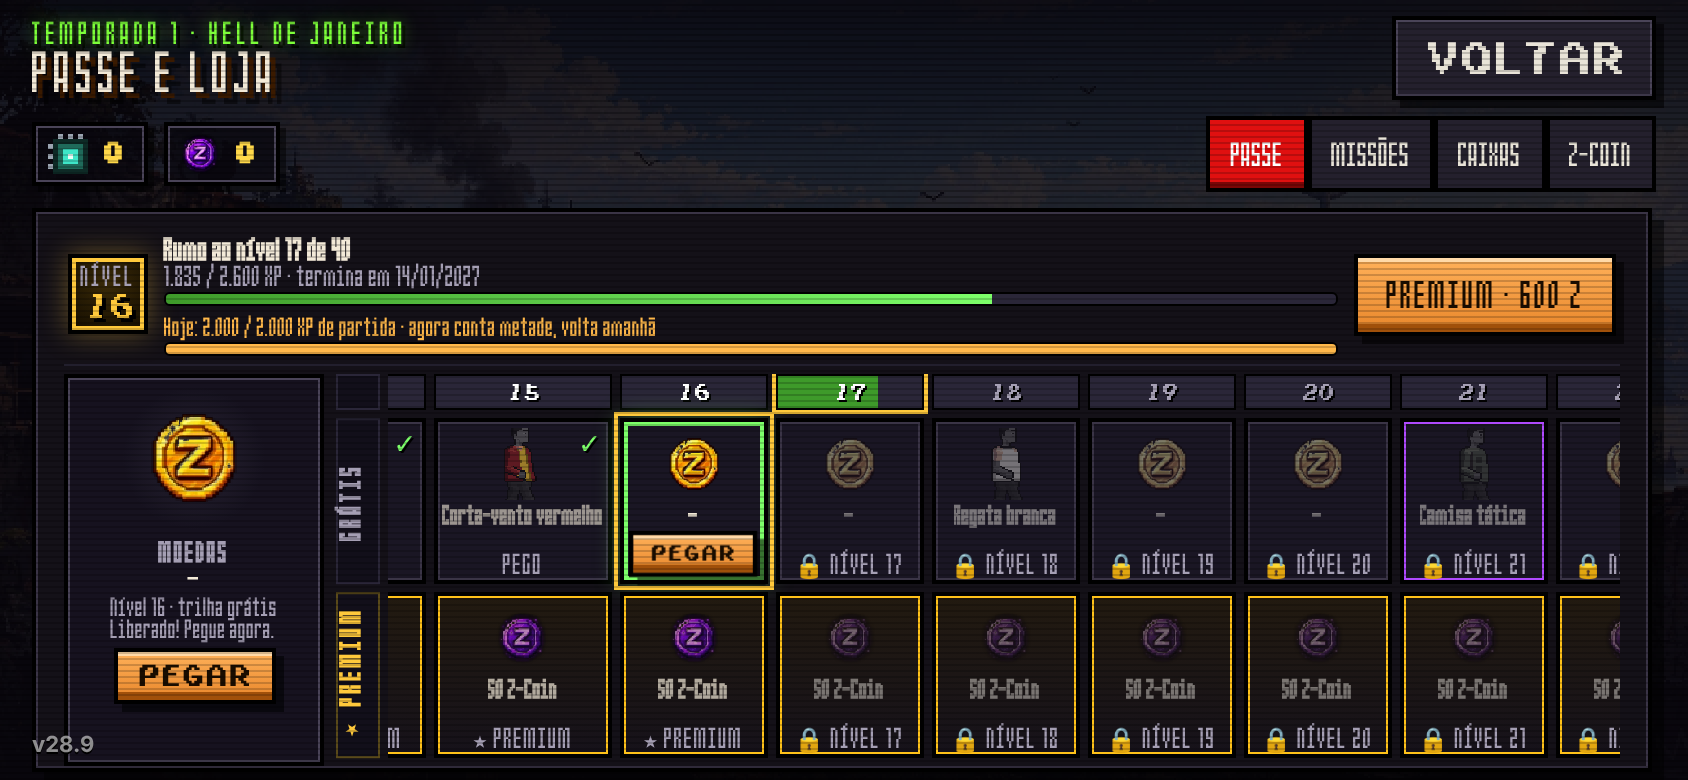 TEMPORADA 1 · HELL DE JANEIRO
PASSE E LOJA
VOLTAR
0
0
PASSE
MISSÕES
CAIXAS
Z-COIN
NÍVEL
16
Rumo ao nível 17 de 40
1.835 / 2.600 XP · termina em 14/01/2027
Hoje: 2.000 / 2.000 XP de partida · agora conta metade, volta amanhã
PREMIUM · 600 Z
MOEDAS
–
Nível 16 · trilha grátis
Liberado! Pegue agora.
PEGAR
15
16
17
18
19
20
21
GRÁTIS
✓
✓
Corta-vento vermelho
PEGO
–
PEGAR
–
NÍVEL 17
Regata branca
NÍVEL 18
–
NÍVEL 19
–
NÍVEL 20
Camisa tática
NÍVEL 21
★ PREMIUM
50 Z-Coin
★ PREMIUM
50 Z-Coin
★ PREMIUM
50 Z-Coin
NÍVEL 17
50 Z-Coin
NÍVEL 18
50 Z-Coin
NÍVEL 19
50 Z-Coin
NÍVEL 20
50 Z-Coin
NÍVEL 21
v28.9